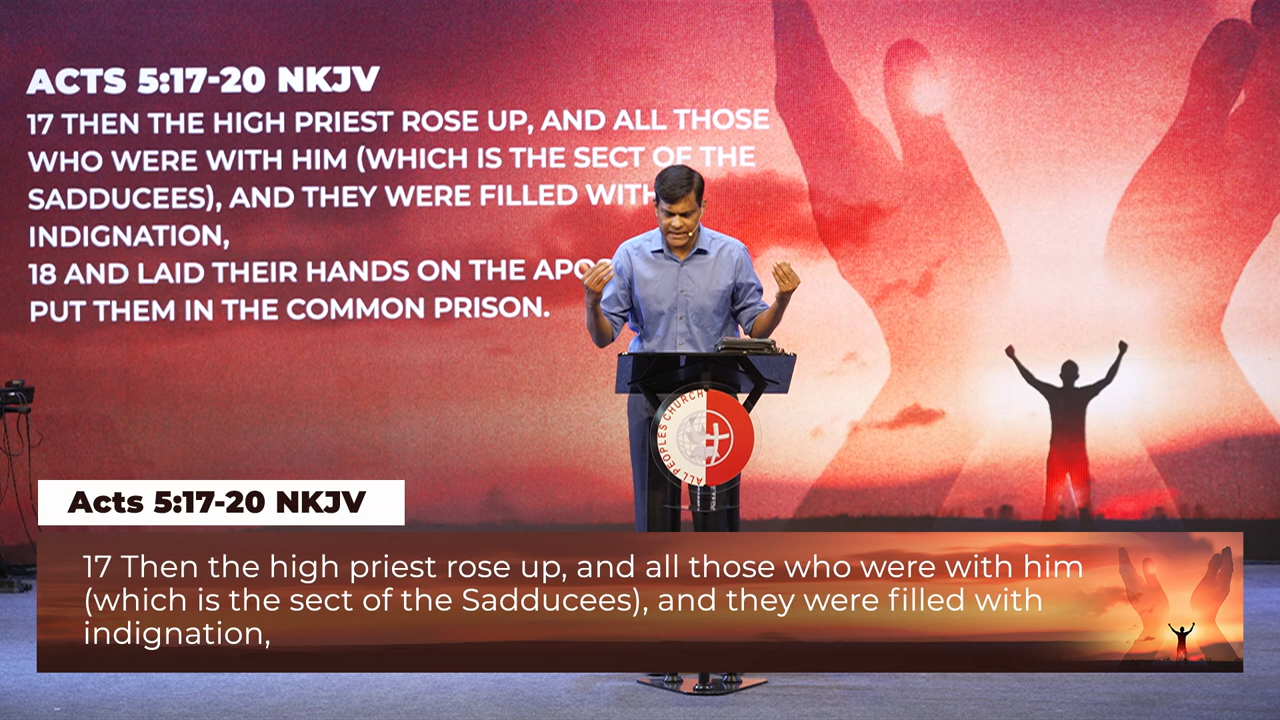 ACTS 5:17-20 NKJV
17 THEN THE HIGH PRIEST ROSE UP, AND ALL THOSE
WHO WERE WITH HIM (WHICH IS THE SECT OF THE
SADDUCEES), AND THEY WERE FILLED WITH
INDIGNATION,
18 AND LAID THEIR HANDS ON THE
PUT THEM IN THE COMMON PRISON.
ALL PEOPLES CHURCH
Acts 5:17-20 NKJV
17 Then the high priest rose up, and all those who were with him
(which is the sect of the Sadducees), and they were filled with
indignation,